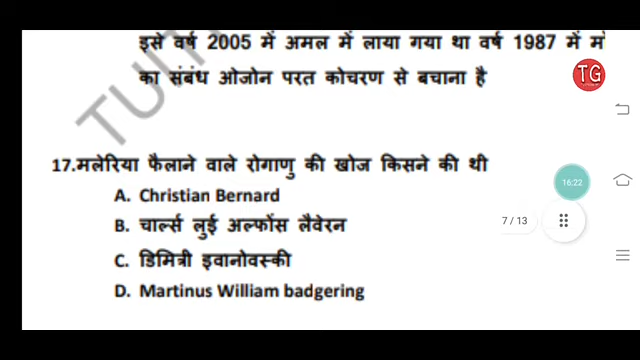 इसे वर्ष 2005 में अमल में लाया गया था वर्ष 1987 में
का संबंध ओजोन परत कोचरण से बचाना है
TG
17.मलेरिया फैलाने वाले रोगाणु की खोज किसने की थी
A. Christian Bernard
16:22
B. चार्ल्स लुई अल्फोंस लैवेरन
7 / 13
C. डिमित्री इवानोवस्की
D. Martinus William badgering